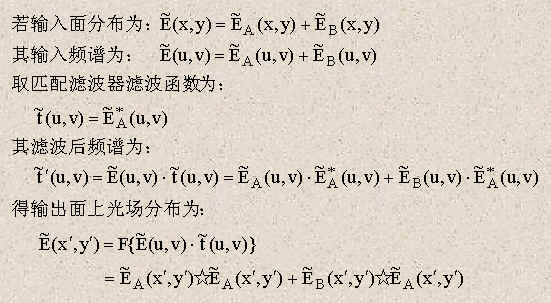 若输入面分布为: Ẽ(x,y) = Ẽ_A(x,y) + Ẽ_B(x,y)
其输入频谱为: Ẽ(u,v) = Ẽ_A(u,v) + Ẽ_B(u,v)
取匹配滤波器滤波函数为:
t̃(u,v) = Ẽ*_A(u,v)
其滤波后频谱为:
t̃′(u,v) = Ẽ(u,v)·t̃(u,v) = Ẽ_A(u,v)·Ẽ*_A(u,v) + Ẽ_B(u,v)·Ẽ*_A(u,v)
得输出面上光场分布为:
Ẽ(x′,y′) = F{Ẽ(u,v)·t̃(u,v)}
= Ẽ_A(x′,y′)☆Ẽ_A(x′,y′) + Ẽ_B(x′,y′)☆Ẽ_A(x′,y′)